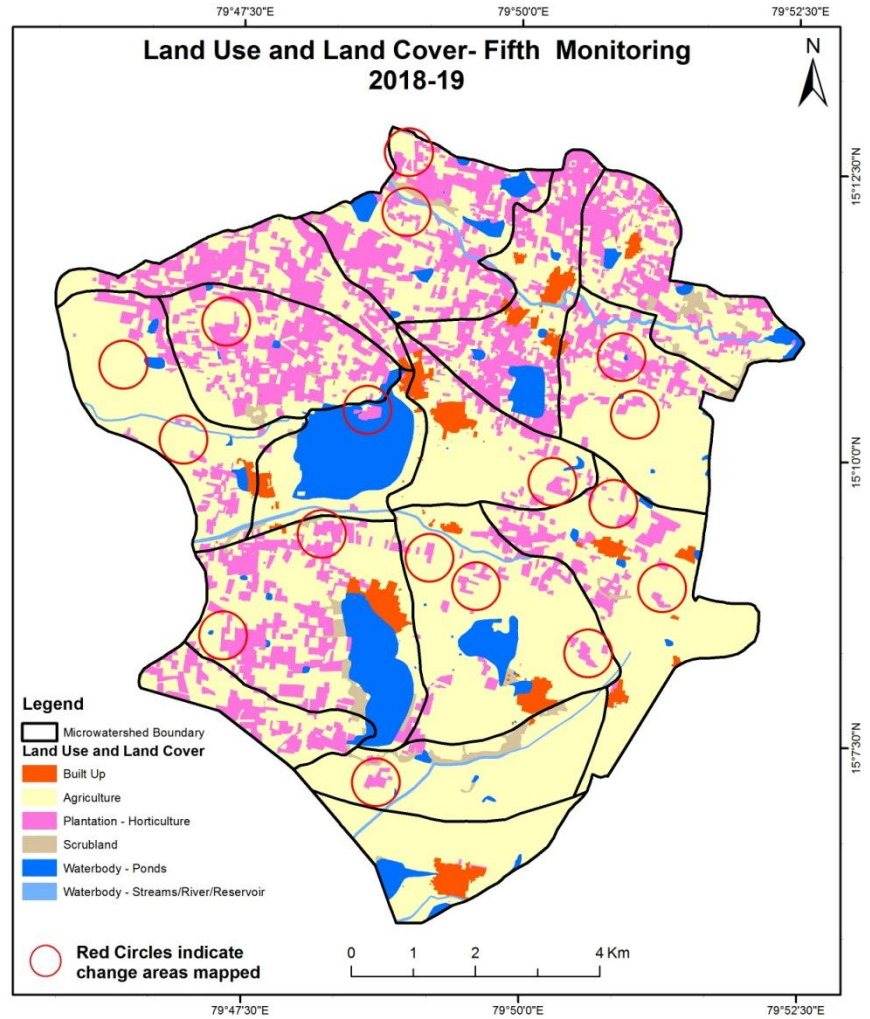 79°47'30"E 79°50'0"E 79°52'30"E
Land Use and Land Cover- Fifth Monitoring
2018-19
N
15°12'30"N
15°10'0"N
15°7'30"N
Legend
Microwatershed Boundary
Land Use and Land Cover
Built Up
Agriculture
Plantation - Horticulture
Scrubland
Waterbody - Ponds
Waterbody - Streams/River/Reservoir
Red Circles indicate
change areas mapped
0 1 2 4 Km
79°47'30"E 79°50'0"E 79°52'30"E